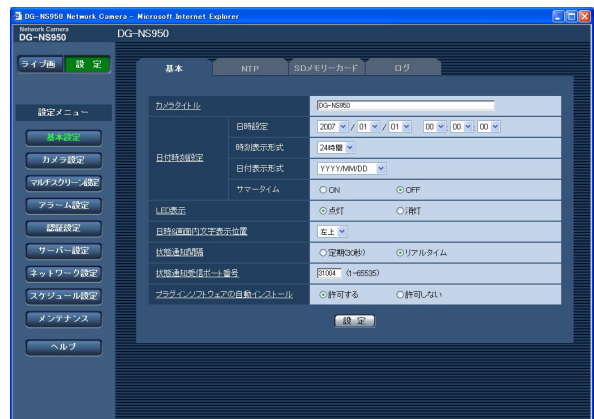 DG-NS950 Network Camera - Microsoft Internet Explorer
Network Camera
DG-NS950
DG-NS950
ライブ画 設 定
基本 NTP SDメモリーカード ログ
設定メニュー
基本設定
カメラ設定
マルチスクリーン設定
アラーム設定
認証設定
サーバー設定
ネットワーク設定
スケジュール設定
メンテナンス
ヘルプ
カメラタイトル DG-NS950
日付時刻設定
日時設定 2007 / 01 / 01 00 : 00 : 00
時刻表示形式 24時間
日付表示形式 YYYY/MM/DD
サマータイム ON OFF
LED表示 点灯 消灯
日時&画面内文字表示位置 左上
状態通知間隔 定期(30秒) リアルタイム
状態通知受信ポート番号 31004 (1-65535)
プラグインソフトウェアの自動インストール 許可する 許可しない
設 定